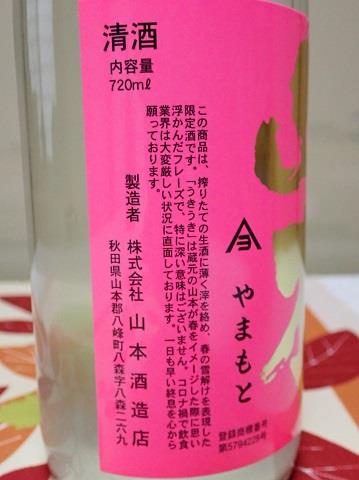 清酒
内容量
720mℓ
この商品は、搾りたての生酒に薄く滓を絡め、春の雪解けを表現した
限定酒です。「うきうき」は蔵元の山本が春をイメージした際に思い
浮かんだフレーズで、特に深い意味はございません。コロナ禍で飲食
業界は大変厳しい状況に直面しております。一日も早い終息を心から
願っております。
製造者 株式会社 山本酒造店
秋田県山本郡八峰町八森字八森二六九
やまもと
登録商標番号
第5794228号